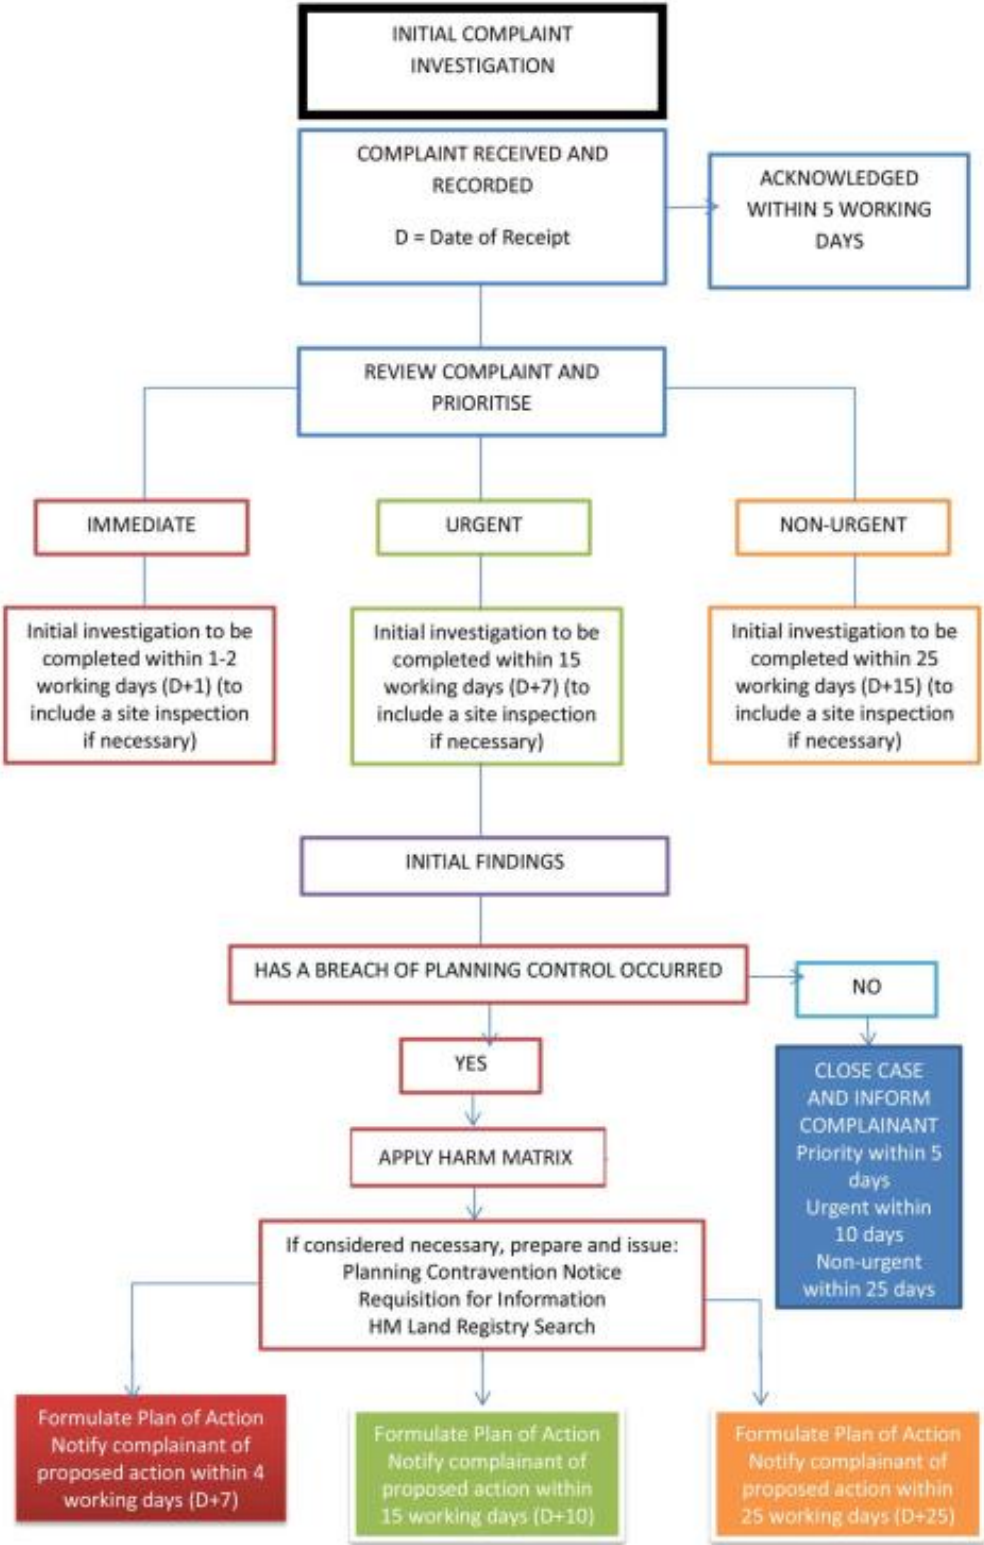 INITIAL COMPLAINT
INVESTIGATION
COMPLAINT RECEIVED AND
RECORDED
D = Date of Receipt
ACKNOWLEDGED
WITHIN 5 WORKING
DAYS
REVIEW COMPLAINT AND
PRIORITISE
IMMEDIATE
URGENT
NON-URGENT
Initial investigation to be
completed within 1-2
working days (D+1) (to
include a site inspection
if necessary)
Initial investigation to be
completed within 15
working days (D+7) (to
include a site inspection
if necessary)
Initial investigation to be
completed within 25
working days (D+15) (to
include a site inspection
if necessary)
INITIAL FINDINGS
HAS A BREACH OF PLANNING CONTROL OCCURRED
NO
YES
CLOSE CASE
AND INFORM
COMPLAINANT
Priority within 5
days
Urgent within
10 days
Non-urgent
within 25 days
APPLY HARM MATRIX
If considered necessary, prepare and issue:
Planning Contravention Notice
Requisition for Information
HM Land Registry Search
Formulate Plan of Action
Notify complainant of
proposed action within 4
working days (D+7)
Formulate Plan of Action
Notify complainant of
proposed action within
15 working days (D+10)
Formulate Plan of Action
Notify complainant of
proposed action within
25 working days (D+25)